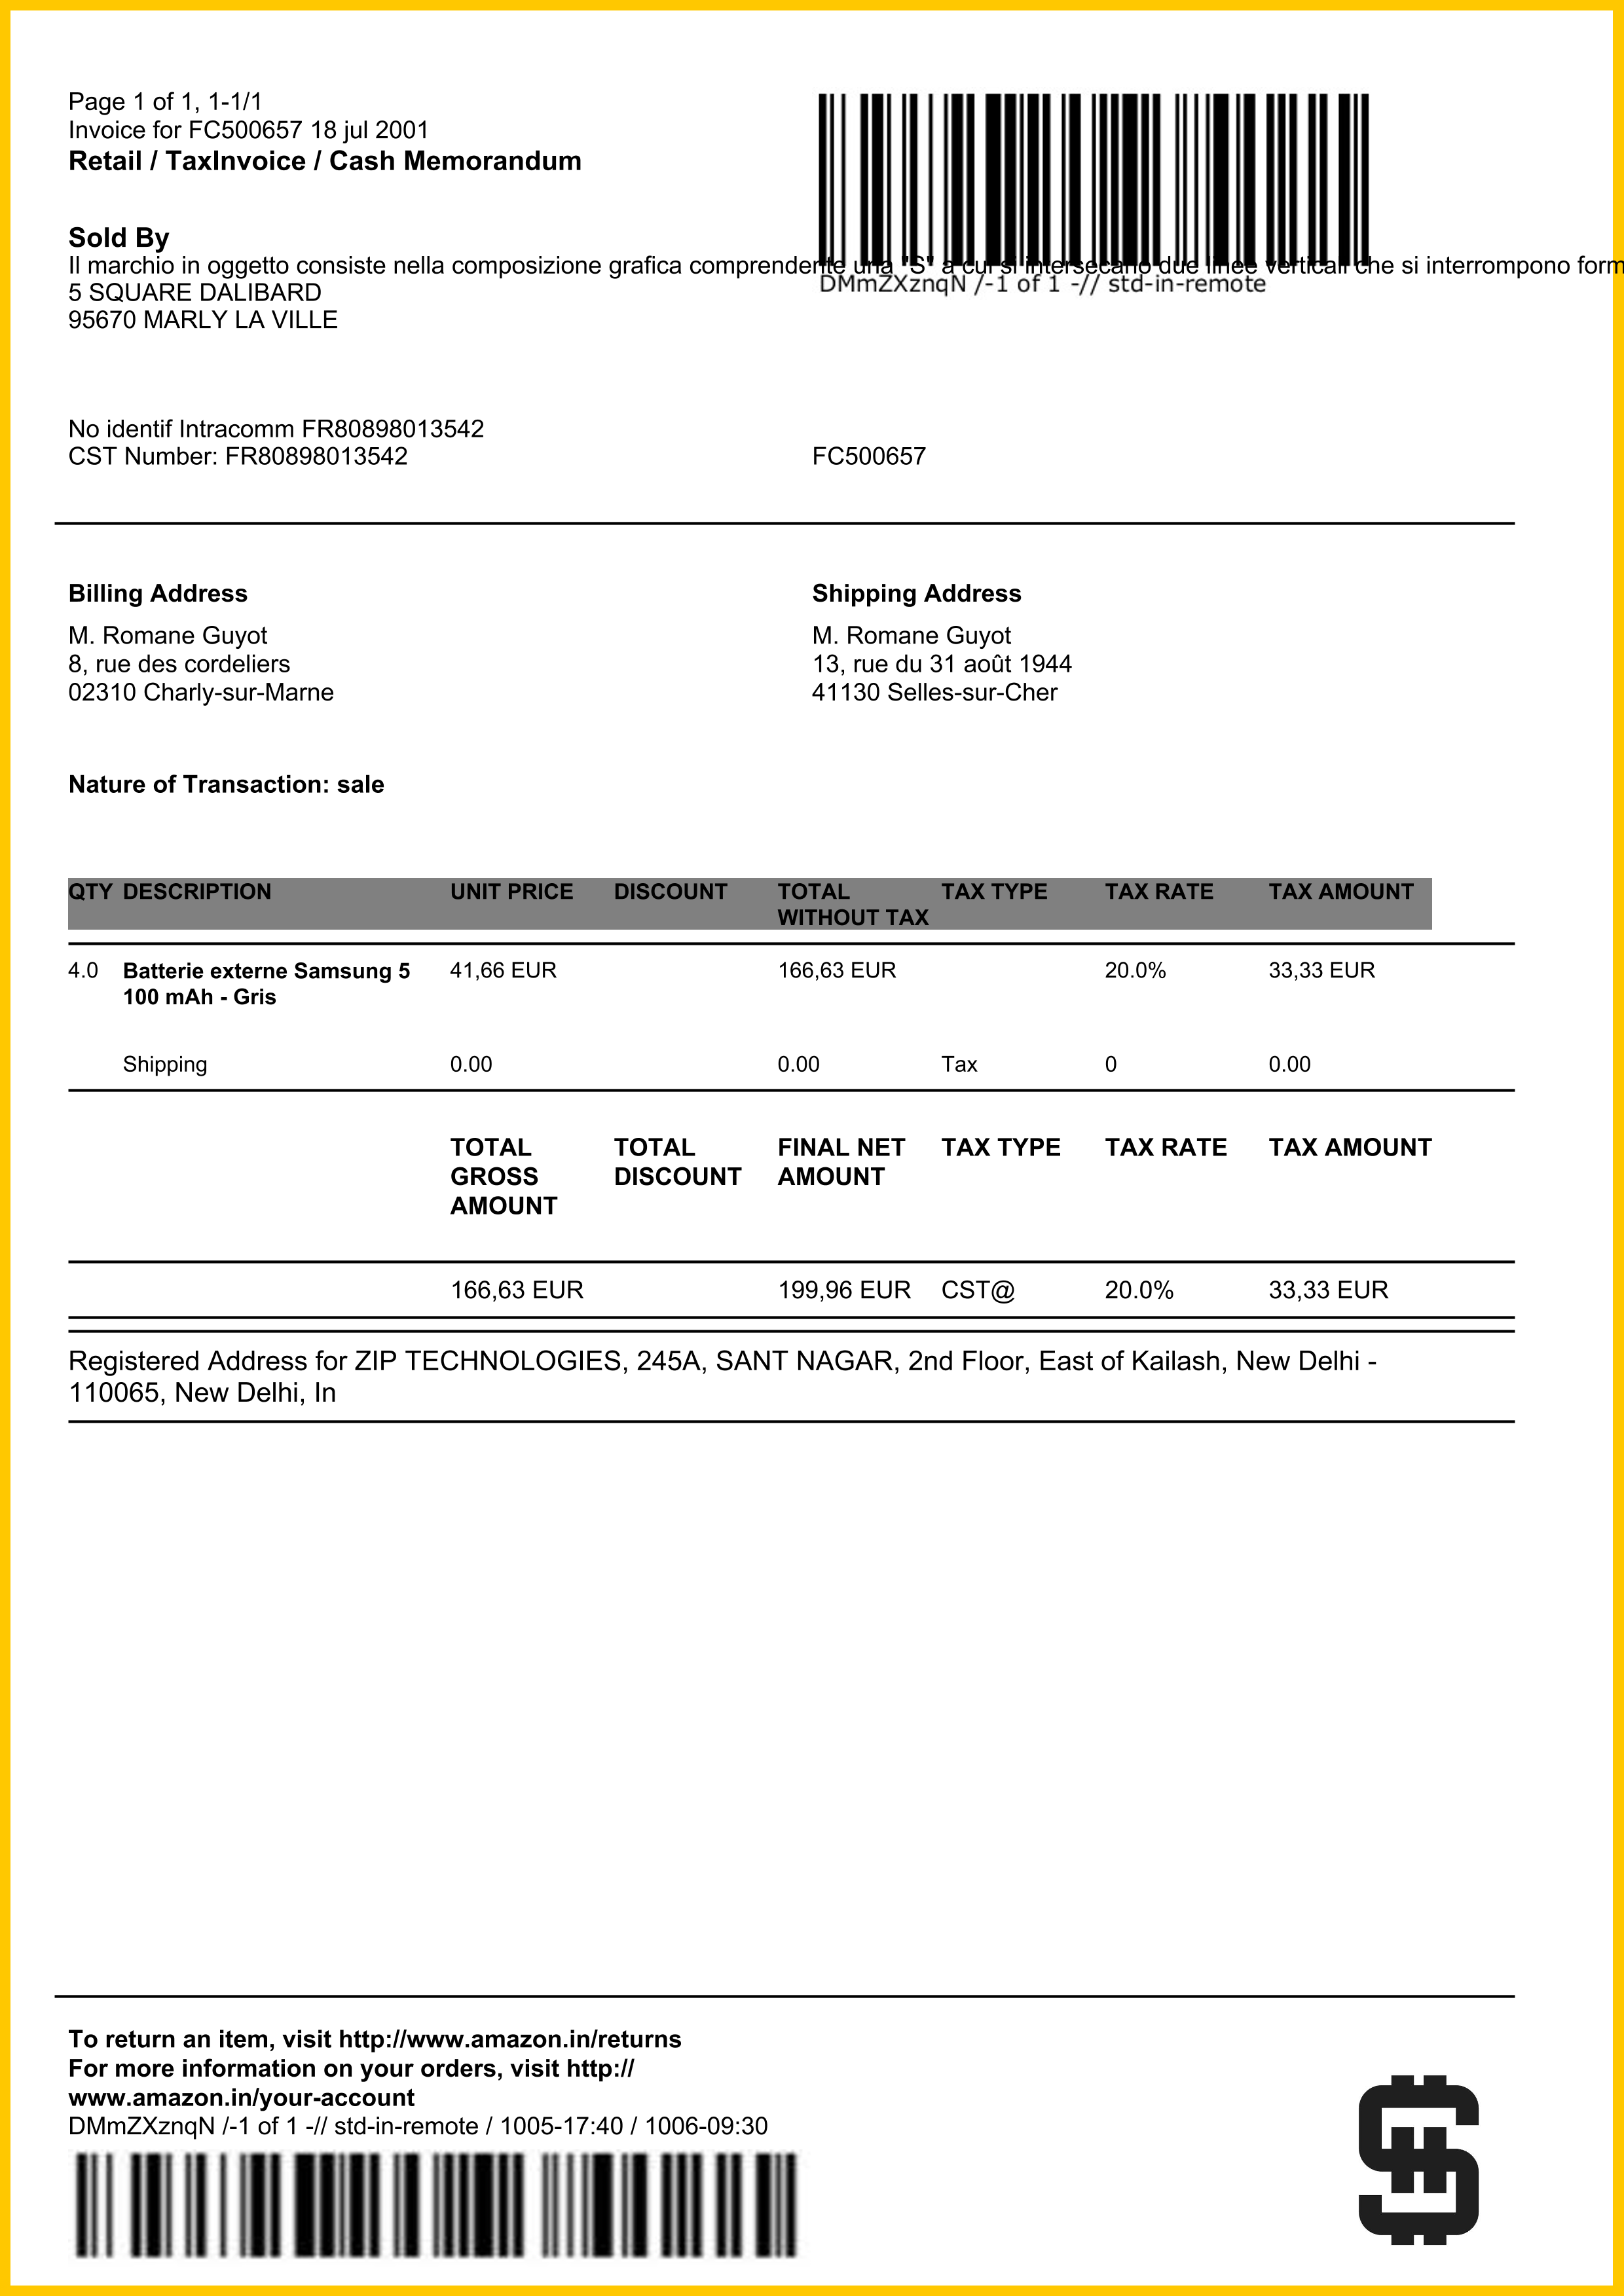 Page 1 of 1, 1-1/1
Invoice for FC500657 18 jul 2001
Retail / TaxInvoice / Cash Memorandum
Sold By
Il marchio in oggetto consiste nella composizione grafica comprendente una "S" a cui si intersecano due linee verticali che si interrompono form
DMmZXznqN /-1 of 1 -// std-in-remote
5 SQUARE DALIBARD
95670 MARLY LA VILLE
No identif Intracomm FR80898013542
CST Number: FR80898013542 FC500657
Billing Address Shipping Address
M. Romane Guyot M. Romane Guyot
8, rue des cordeliers 13, rue du 31 août 1944
02310 Charly-sur-Marne 41130 Selles-sur-Cher
Nature of Transaction: sale
QTY DESCRIPTION UNIT PRICE DISCOUNT TOTAL TAX TYPE TAX RATE TAX AMOUNT
WITHOUT TAX
4.0 Batterie externe Samsung 5 41,66 EUR 166,63 EUR 20.0% 33,33 EUR
100 mAh - Gris
Shipping 0.00 0.00 Tax 0 0.00
TOTAL TOTAL FINAL NET TAX TYPE TAX RATE TAX AMOUNT
GROSS DISCOUNT AMOUNT
AMOUNT
166,63 EUR 199,96 EUR CST@ 20.0% 33,33 EUR
Registered Address for ZIP TECHNOLOGIES, 245A, SANT NAGAR, 2nd Floor, East of Kailash, New Delhi -
110065, New Delhi, In
To return an item, visit http://www.amazon.in/returns
For more information on your orders, visit http://
www.amazon.in/your-account
DMmZXznqN /-1 of 1 -// std-in-remote / 1005-17:40 / 1006-09:30